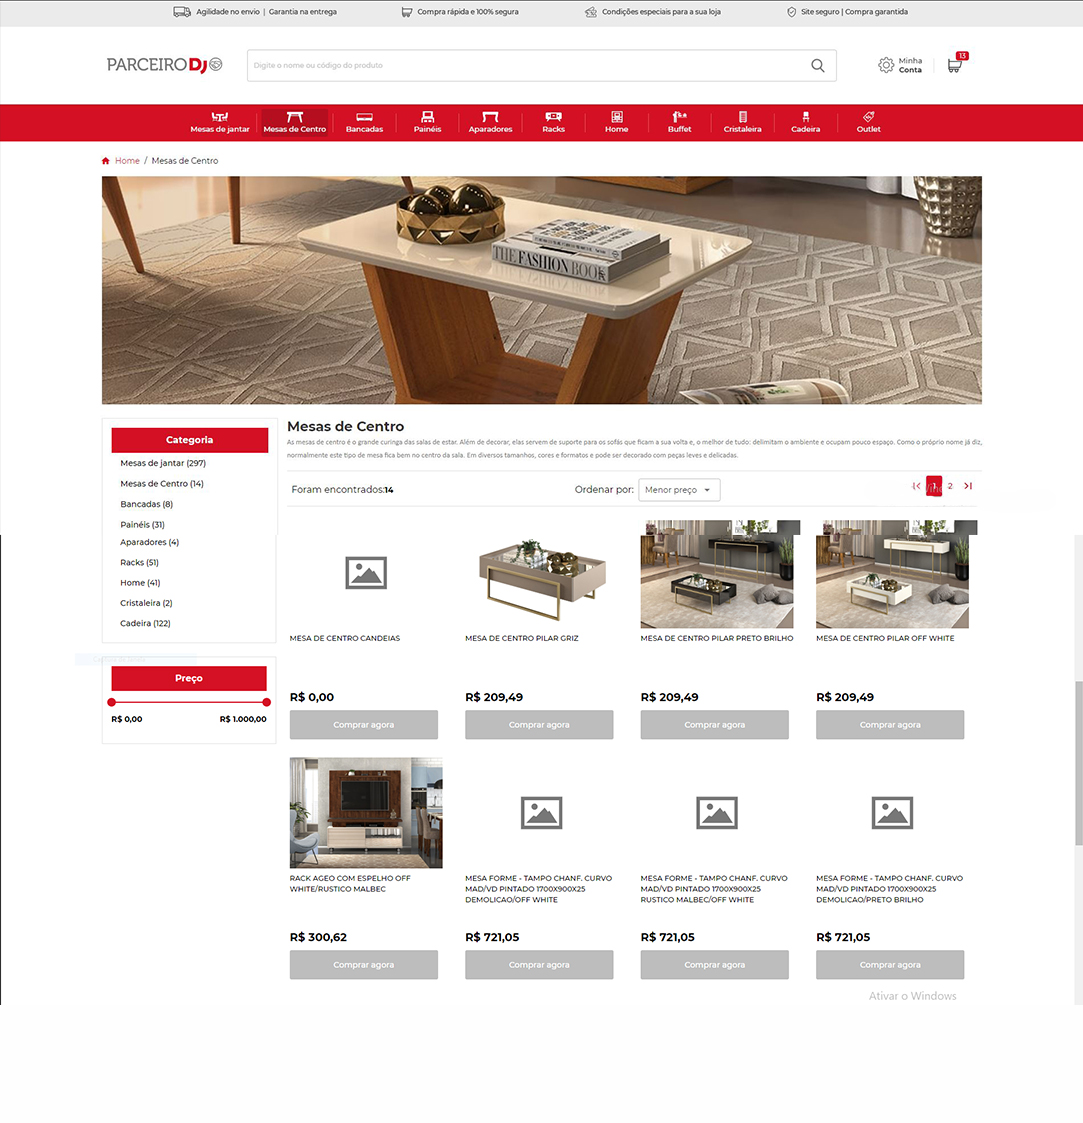 Agilidade no envio | Garantia na entrega
Compra rápida e 100% segura
Condições especiais para a sua loja
Site seguro | Compra garantida
PARCEIRO DJ
Digite o nome ou código do produto
Minha
Conta
13
Mesas de jantar
Mesas de Centro
Bancadas
Painéis
Aparadores
Racks
Home
Buffet
Cristaleira
Cadeira
Outlet
Home / Mesas de Centro
THE FASHION BOOK
Categoria
Mesas de jantar (297)
Mesas de Centro (14)
Bancadas (8)
Painéis (31)
Aparadores (4)
Racks (51)
Home (41)
Cristaleira (2)
Cadeira (122)
Preço
R$ 0,00 R$ 1.000,00
Mesas de Centro
As mesas de centro é o grande curinga das salas de estar. Além de decorar, elas servem de suporte para os sofás que ficam a sua volta e, o melhor de tudo: delimitam o ambiente e ocupam pouco espaço. Como o próprio nome já diz,
normalmente este tipo de mesa fica bem no centro da sala. Em diversos tamanhos, cores e formatos e pode ser decorado com peças leves e delicadas.
Foram encontrados:14
Ordenar por: Menor preço
1 2
MESA DE CENTRO CANDEIAS
R$ 0,00
Comprar agora
MESA DE CENTRO PILAR GRIZ
R$ 209,49
Comprar agora
MESA DE CENTRO PILAR PRETO BRILHO
R$ 209,49
Comprar agora
MESA DE CENTRO PILAR OFF WHITE
R$ 209,49
Comprar agora
RACK AGEO COM ESPELHO OFF
WHITE/RUSTICO MALBEC
R$ 300,62
Comprar agora
MESA FORME - TAMPO CHANF. CURVO
MAD/VD PINTADO 1700X900X25
DEMOLICAO/OFF WHITE
R$ 721,05
Comprar agora
MESA FORME - TAMPO CHANF. CURVO
MAD/VD PINTADO 1700X900X25
RUSTICO MALBEC/OFF WHITE
R$ 721,05
Comprar agora
MESA FORME - TAMPO CHANF. CURVO
MAD/VD PINTADO 1700X900X25
DEMOLICAO/PRETO BRILHO
R$ 721,05
Comprar agora
Ativar o Windows